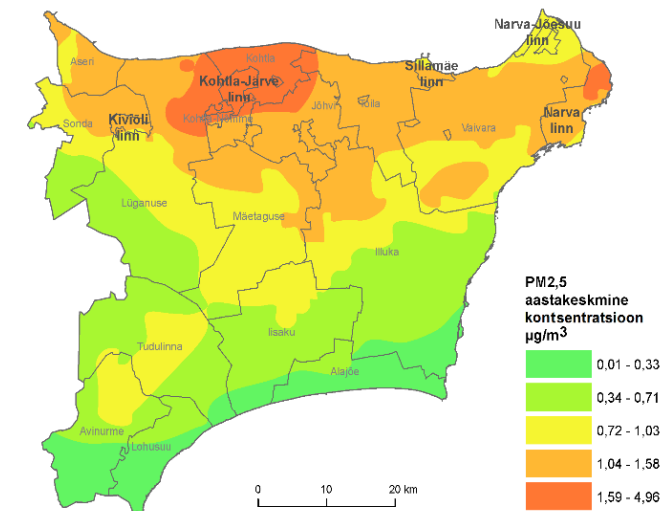 Narva-Jõesuu
linn
Aseri
Kohtla
Sillamäe
linn
Kohtla-Järve
linn
Jõhvi
Toila
Sonda
Kiviõli
linn
Kohtla-Nõmme
Vaivara
Narva
linn
Lüganuse
Mäetaguse
Illuka
Iisaku
Tudulinna
Alajõe
Avinurme
Lohusuu
PM2,5
aastakeskmine
kontsentratsioon
µg/m³
0,01 - 0,33
0,34 - 0,71
0,72 - 1,03
1,04 - 1,58
1,59 - 4,96
0 10 20 km